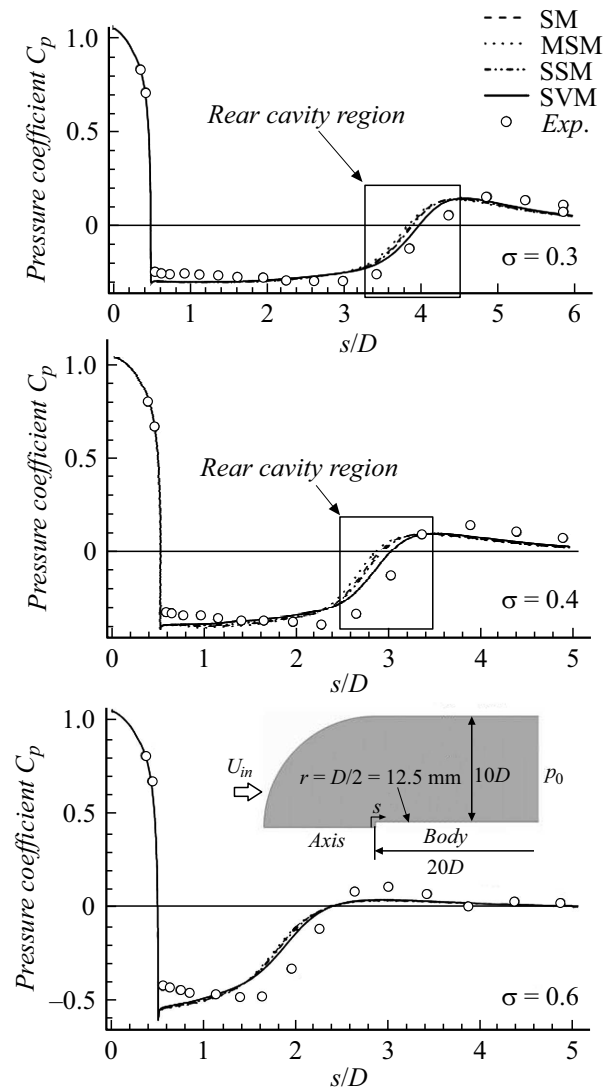 SM
MSM
SSM
SVM
Exp.
Pressure coefficient Cp
1.0
0.5
0
Rear cavity region
σ = 0.3
0 1 2 3 4 5 6
s/D
Pressure coefficient Cp
1.0
0.5
0
Rear cavity region
σ = 0.4
0 1 2 3 4 5
s/D
Pressure coefficient Cp
1.0
0.5
0
−0.5
Uin
r = D/2 = 12.5 mm
10D
p0
s
Axis
Body
20D
σ = 0.6
0 1 2 3 4 5
s/D